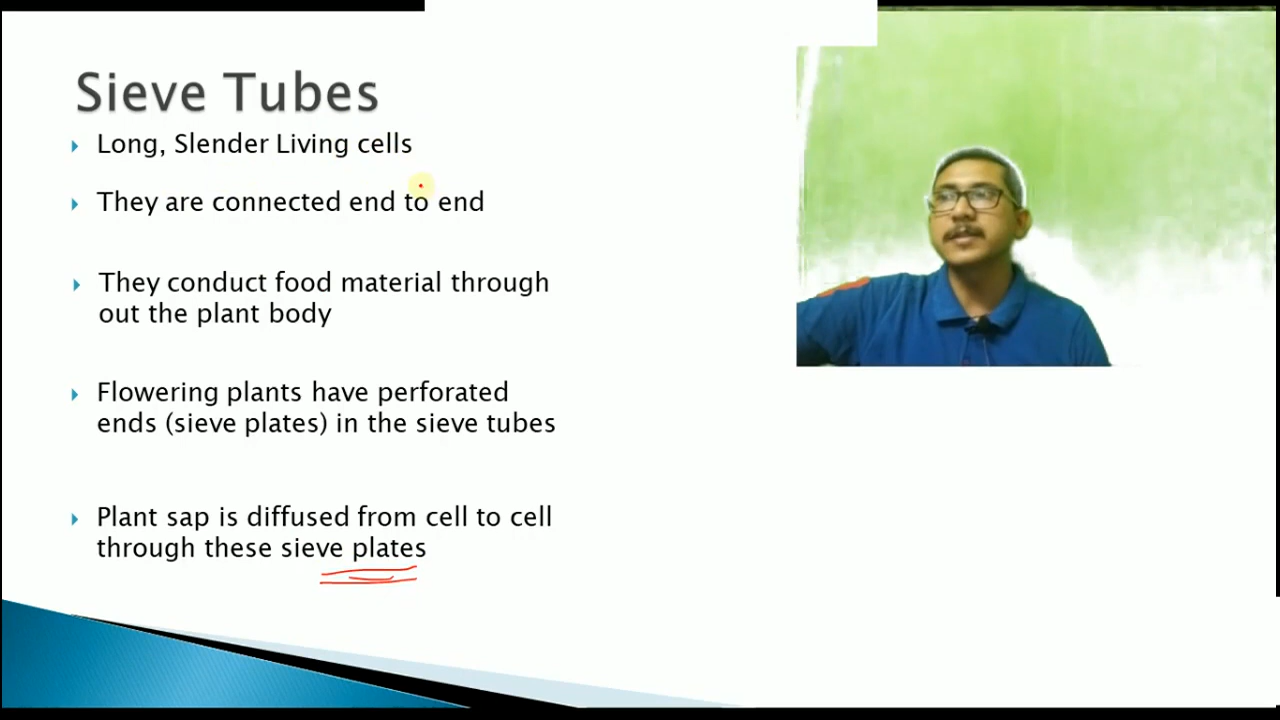 Sieve Tubes
Long, Slender Living cells
They are connected end to end
They conduct food material through
out the plant body
Flowering plants have perforated
ends (sieve plates) in the sieve tubes
Plant sap is diffused from cell to cell
through these sieve plates